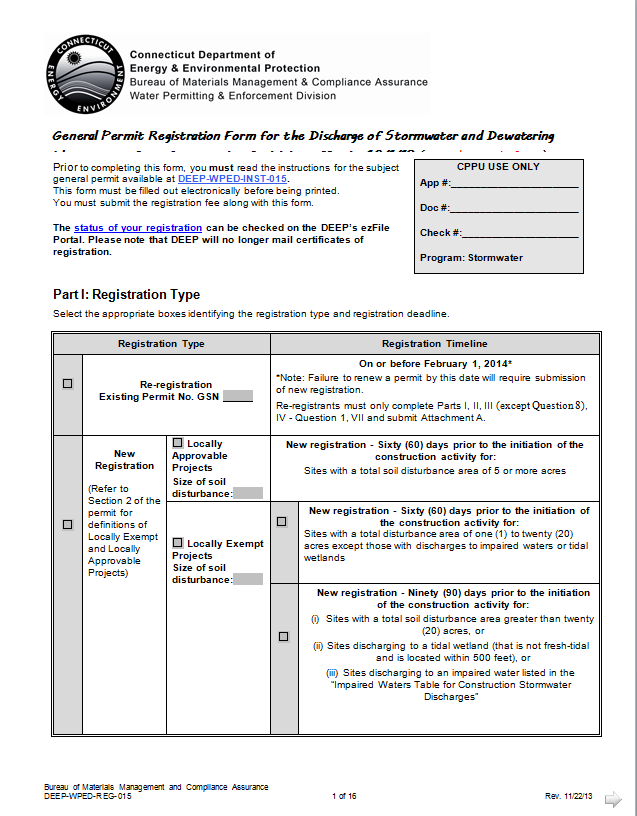 CONNECTICUT
ENERGY ENVIRONMENT
Connecticut Department of
Energy & Environmental Protection
Bureau of Materials Management & Compliance Assurance
Water Permitting & Enforcement Division
General Permit Registration Form for the Discharge of Stormwater and Dewatering
Prior to completing this form, you must read the instructions for the subject
general permit available at DEEP-WPED-INST-015.
This form must be filled out electronically before being printed.
You must submit the registration fee along with this form.
The status of your registration can be checked on the DEEP's ezFile
Portal. Please note that DEEP will no longer mail certificates of
registration.
CPPU USE ONLY
App #:______________________
Doc #:______________________
Check #:____________________
Program: Stormwater
Part I: Registration Type
Select the appropriate boxes identifying the registration type and registration deadline.
Registration Type
Registration Timeline
Re-registration
Existing Permit No. GSN _____
On or before February 1, 2014*
*Note: Failure to renew a permit by this date will require submission
of new registration.
Re-registrants must only complete Parts I, II, III (except Question 8),
IV - Question 1, VII and submit Attachment A.
New
Registration
(Refer to
Section 2 of the
permit for
definitions of
Locally Exempt
and Locally
Approvable
Projects)
Locally
Approvable
Projects
Size of soil
disturbance:
New registration - Sixty (60) days prior to the initiation of the
construction activity for:
Sites with a total soil disturbance area of 5 or more acres
Locally Exempt
Projects
Size of soil
disturbance:
New registration - Sixty (60) days prior to the initiation of
the construction activity for:
Sites with a total disturbance area of one (1) to twenty (20)
acres except those with discharges to impaired waters or tidal
wetlands
New registration - Ninety (90) days prior to the initiation
of the construction activity for:
(i) Sites with a total soil disturbance area greater than twenty
(20) acres, or
(ii) Sites discharging to a tidal wetland (that is not fresh-tidal
and is located within 500 feet), or
(iii) Sites discharging to an impaired water listed in the
"Impaired Waters Table for Construction Stormwater
Discharges"
Bureau of Materials Management and Compliance Assurance
DEEP-WPED-REG-015
1 of 16
Rev. 11/22/13